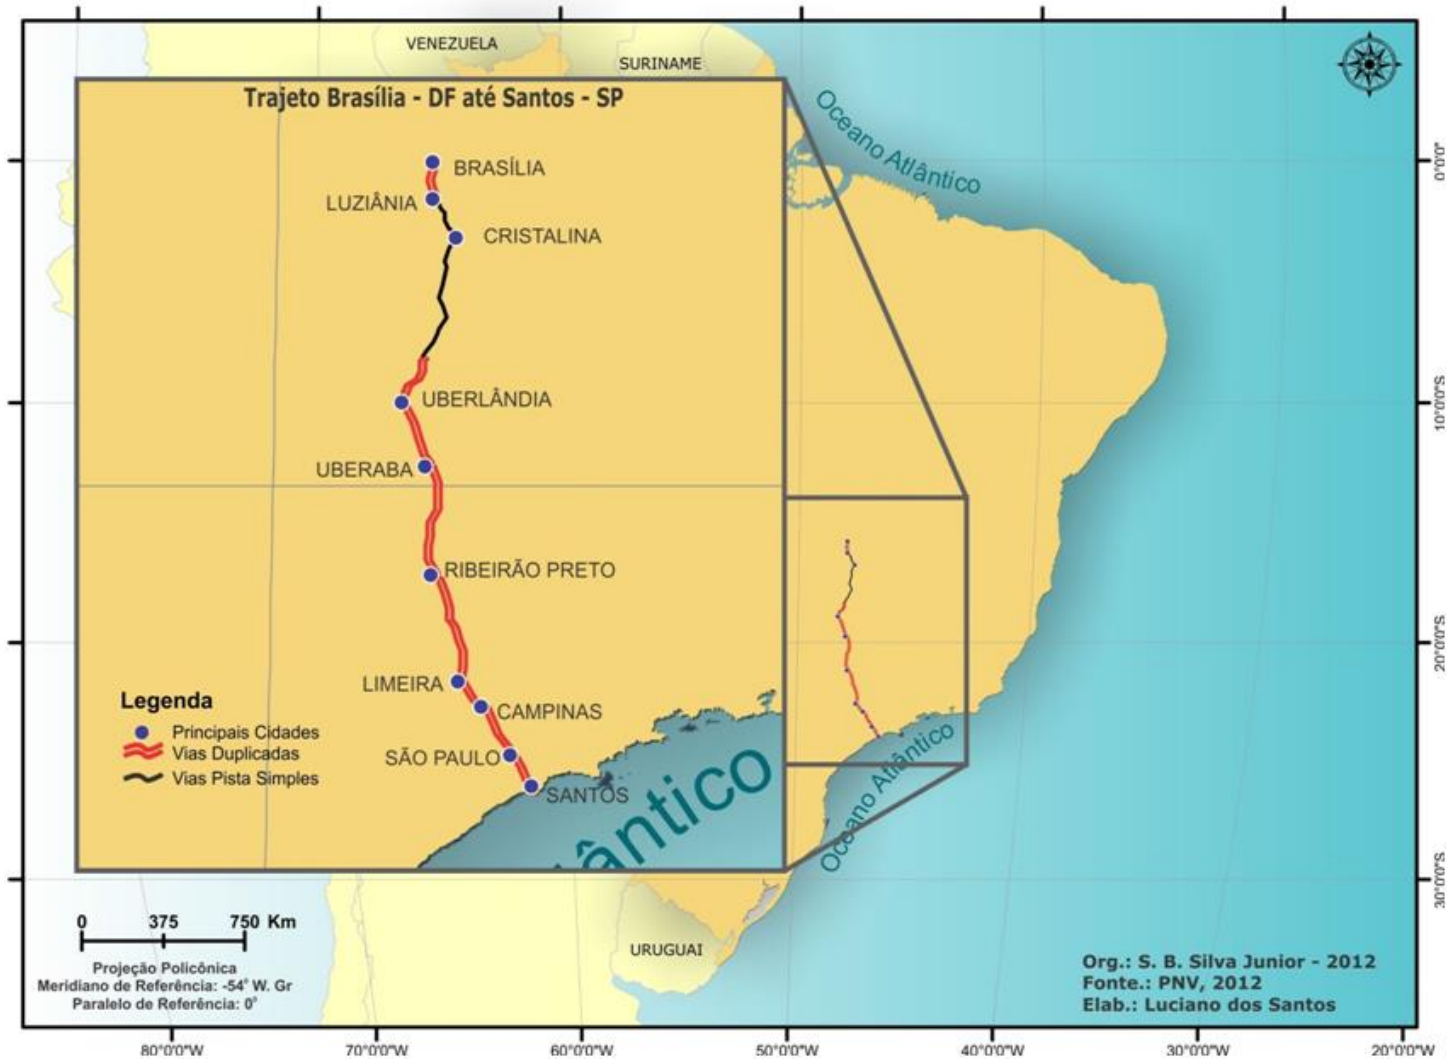 VENEZUELA
SURINAME
Trajeto Brasília - DF até Santos - SP
Oceano Atlântico
BRASÍLIA
LUZIÂNIA
CRISTALINA
UBERLÂNDIA
UBERABA
RIBEIRÃO PRETO
LIMEIRA
CAMPINAS
SÃO PAULO
SANTOS
Legenda
Principais Cidades
Vias Duplicadas
Vias Pista Simples
ântico
Oceano Atlântico
0°0'0"
10°0'0"S
20°0'0"S
30°0'0"S
0 375 750 Km
Projeção Policônica
Meridiano de Referência: -54° W. Gr
Paralelo de Referência: 0°
URUGUAI
Org.: S. B. Silva Junior - 2012
Fonte.: PNV, 2012
Elab.: Luciano dos Santos
80°0'0"W 70°0'0"W 60°0'0"W 50°0'0"W 40°0'0"W 30°0'0"W 20°0'0"W